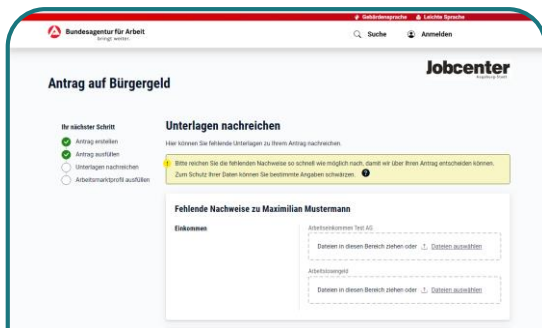 Gebärdensprache Leichte Sprache
Bundesagentur für Arbeit
bringt weiter.
Suche Anmelden
Jobcenter
Antrag auf Bürgergeld
Ihr nächster Schritt
Antrag erstellen
Antrag ausfüllen
Unterlagen nachreichen
Arbeitsmarktprofil ausfüllen
Unterlagen nachreichen
Hier können Sie fehlende Unterlagen zu Ihrem Antrag nachreichen.
! Bitte reichen Sie die fehlenden Nachweise so schnell wie möglich nach, damit wir über Ihren Antrag entscheiden können.
Zum Schutz Ihrer Daten können Sie bestimmte Angaben schwärzen. ?
Fehlende Nachweise zu Maximilian Mustermann
Einkommen
Arbeitseinkommen Test AG
Dateien in diesen Bereich ziehen oder Dateien auswählen
Arbeitslosengeld
Dateien in diesen Bereich ziehen oder Dateien auswählen